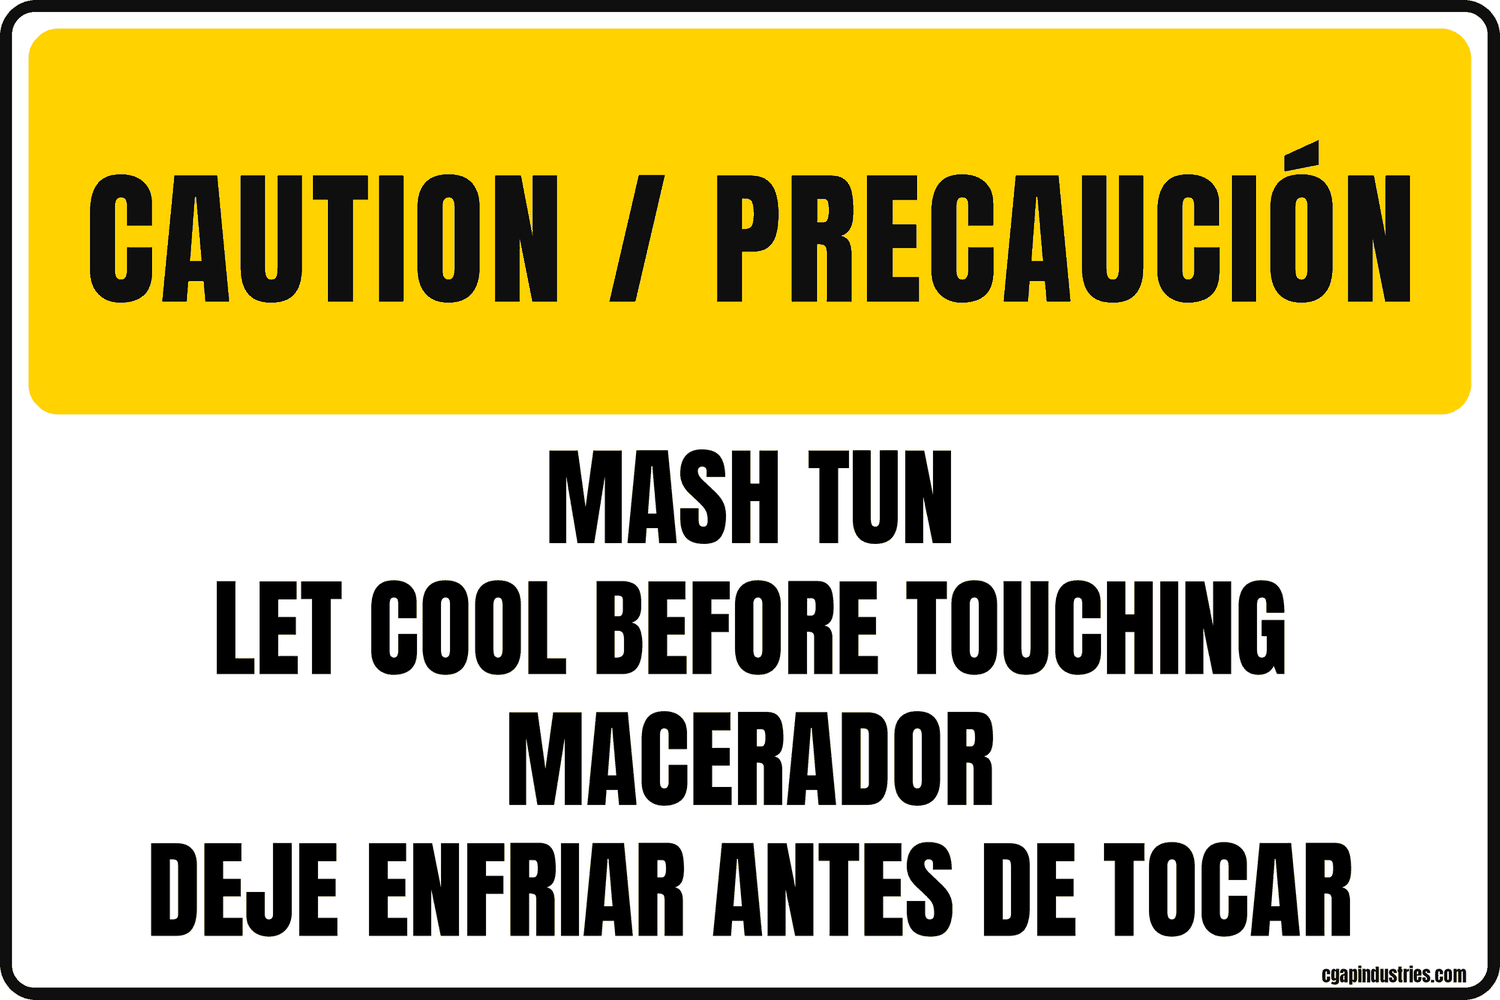 CAUTION / PRECAUCIÓN
MASH TUN
LET COOL BEFORE TOUCHING
MACERADOR
DEJE ENFRIAR ANTES DE TOCAR
cgapindustries.com